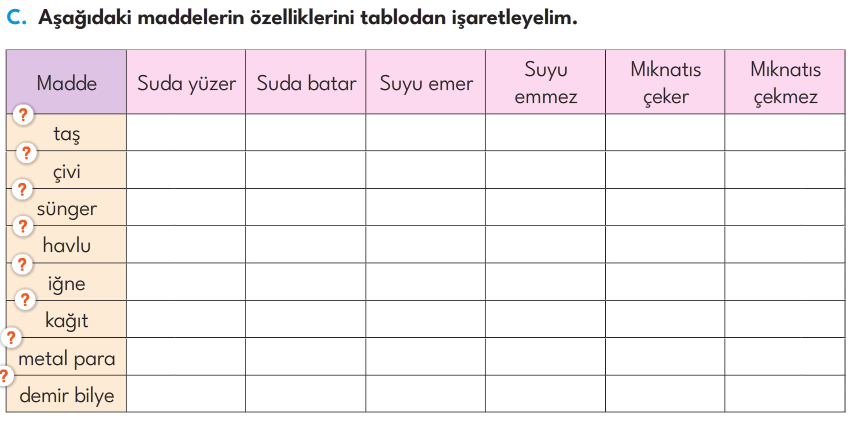 C. Aşağıdaki maddelerin özelliklerini tablodan işaretleyelim.
Madde
Suda yüzer
Suda batar
Suyu emer
Suyu
emmez
Mıknatıs
çeker
Mıknatıs
çekmez
?
taş
?
çivi
?
sünger
?
havlu
?
iğne
?
kağıt
?
metal para
?
demir bilye